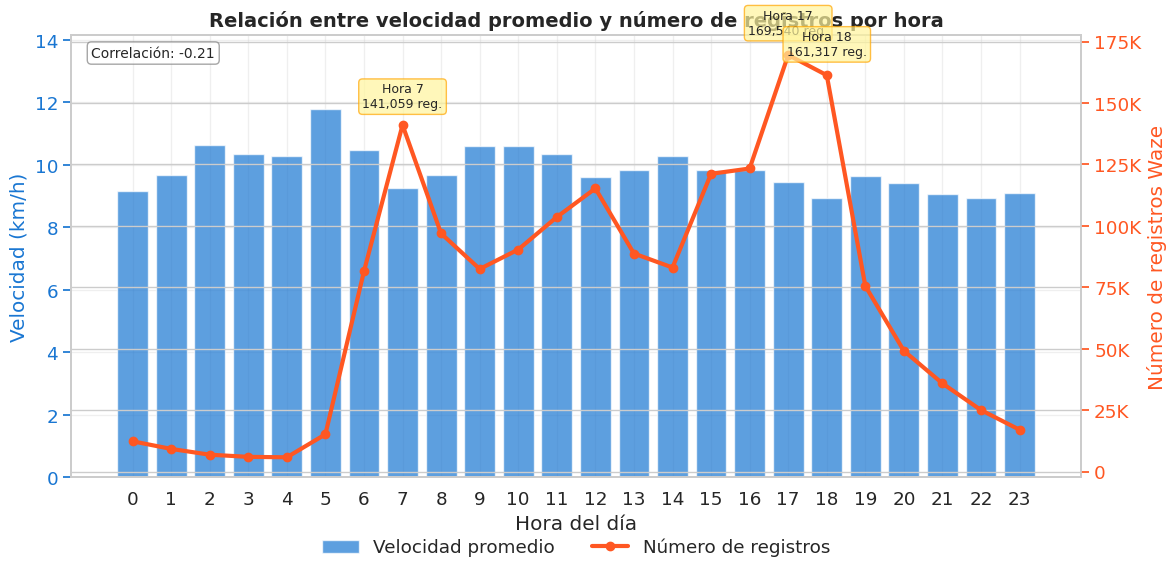 Relación entre velocidad promedio y número de registros por hora
Correlación: -0.21
Hora 7
141,059 reg.
Hora 17
169,540 reg.
Hora 18
161,317 reg.
Velocidad (km/h)
14
12
10
8
6
4
2
0
Número de registros Waze
175K
150K
125K
100K
75K
50K
25K
0
0 1 2 3 4 5 6 7 8 9 10 11 12 13 14 15 16 17 18 19 20 21 22 23
Hora del día
Velocidad promedio Número de registros